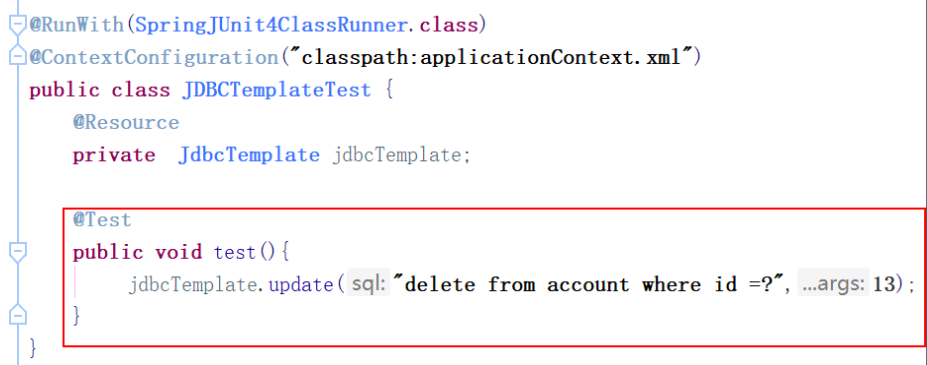 @RunWith(SpringJUnit4ClassRunner.class)
@ContextConfiguration("classpath:applicationContext.xml")
public class JDBCTemplateTest {
@Resource
private JdbcTemplate jdbcTemplate;
@Test
public void test(){
jdbcTemplate.update( sql: "delete from account where id =?", ...args: 13);
}
}